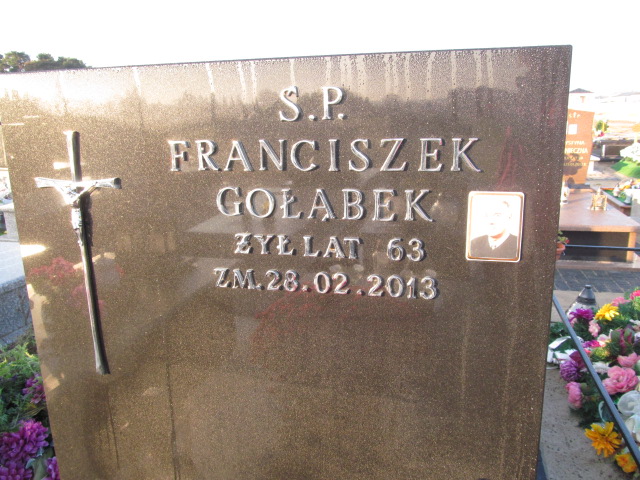 Ś.P.
FRANCISZEK
GOŁĄBEK
ŻYŁ LAT 63
ZM. 28.02.2013